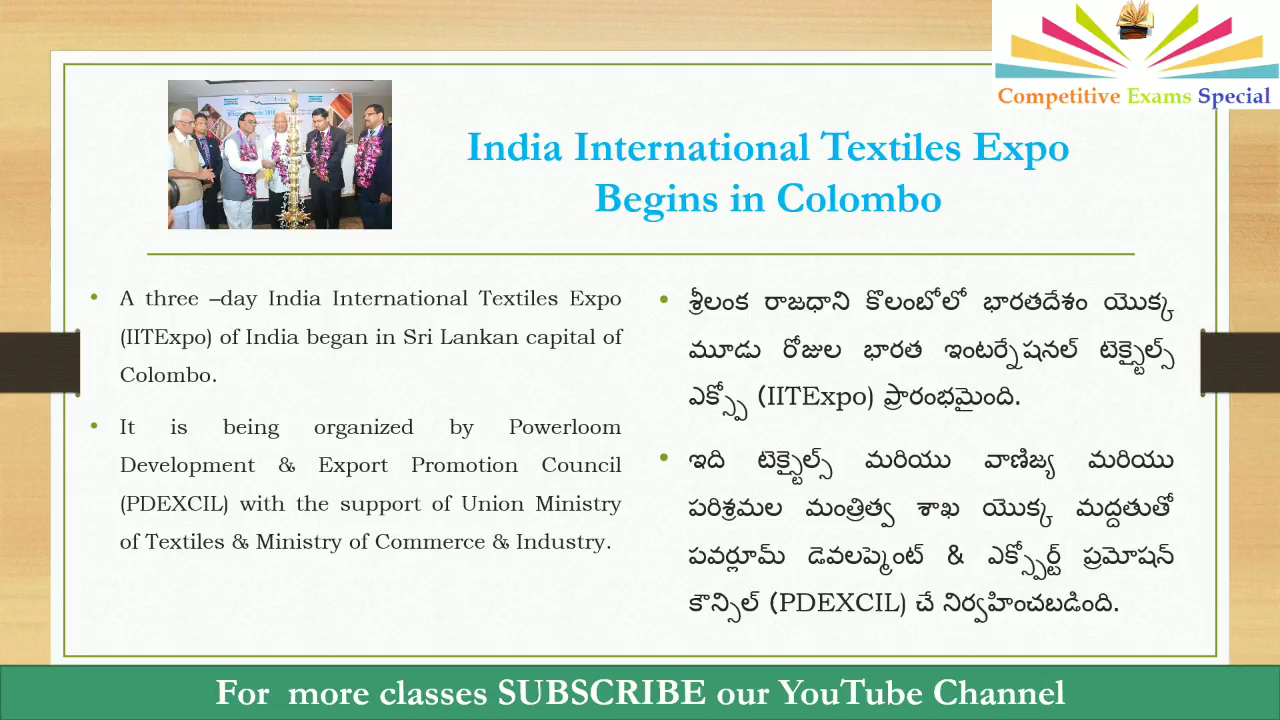 Competitive Exams Special
India International Textiles Expo
Begins in Colombo
• A three –day India International Textiles Expo
(IITExpo) of India began in Sri Lankan capital of
Colombo.
• It is being organized by Powerloom
Development & Export Promotion Council
(PDEXCIL) with the support of Union Ministry
of Textiles & Ministry of Commerce & Industry.
• శ్రీలంక రాజధాని కొలంబోలో భారతదేశం యొక్క
మూడు రోజుల భారత ఇంటర్నేషనల్ టెక్స్టైల్స్
ఎక్స్పో (IITExpo) ప్రారంభమైంది.
• ఇది టెక్స్టైల్స్ మరియు వాణిజ్య మరియు
పరిశ్రమల మంత్రిత్వ శాఖ యొక్క మద్దతుతో
పవర్లూమ్ డెవలప్మెంట్ & ఎక్స్పోర్ట్ ప్రమోషన్
కౌన్సిల్ (PDEXCIL) చే నిర్వహించబడింది.
For more classes SUBSCRIBE our YouTube Channel